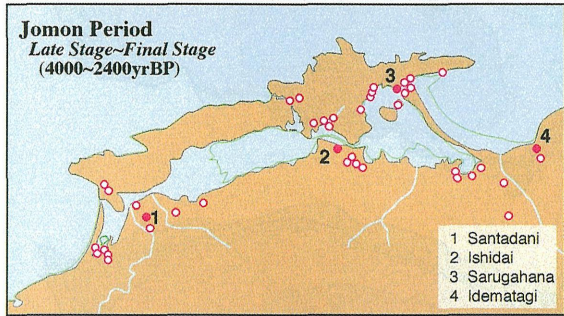 Jomon Period
Late Stage~Final Stage
(4000~2400yrBP)
3
4
2
1
1 Santadani
2 Ishidai
3 Sarugahana
4 Idematagi